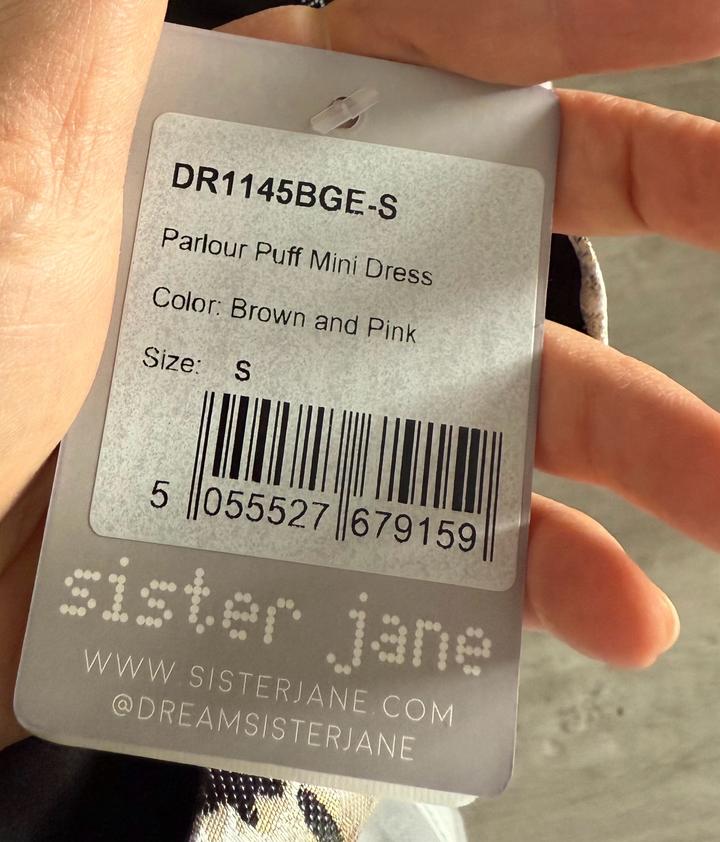 DR1145BGE-S
Parlour Puff Mini Dress
Color: Brown and Pink
Size: S
5 055527 679159
sister jane
WWW SISTERJANE.COM
@DREAMSISTERJANE